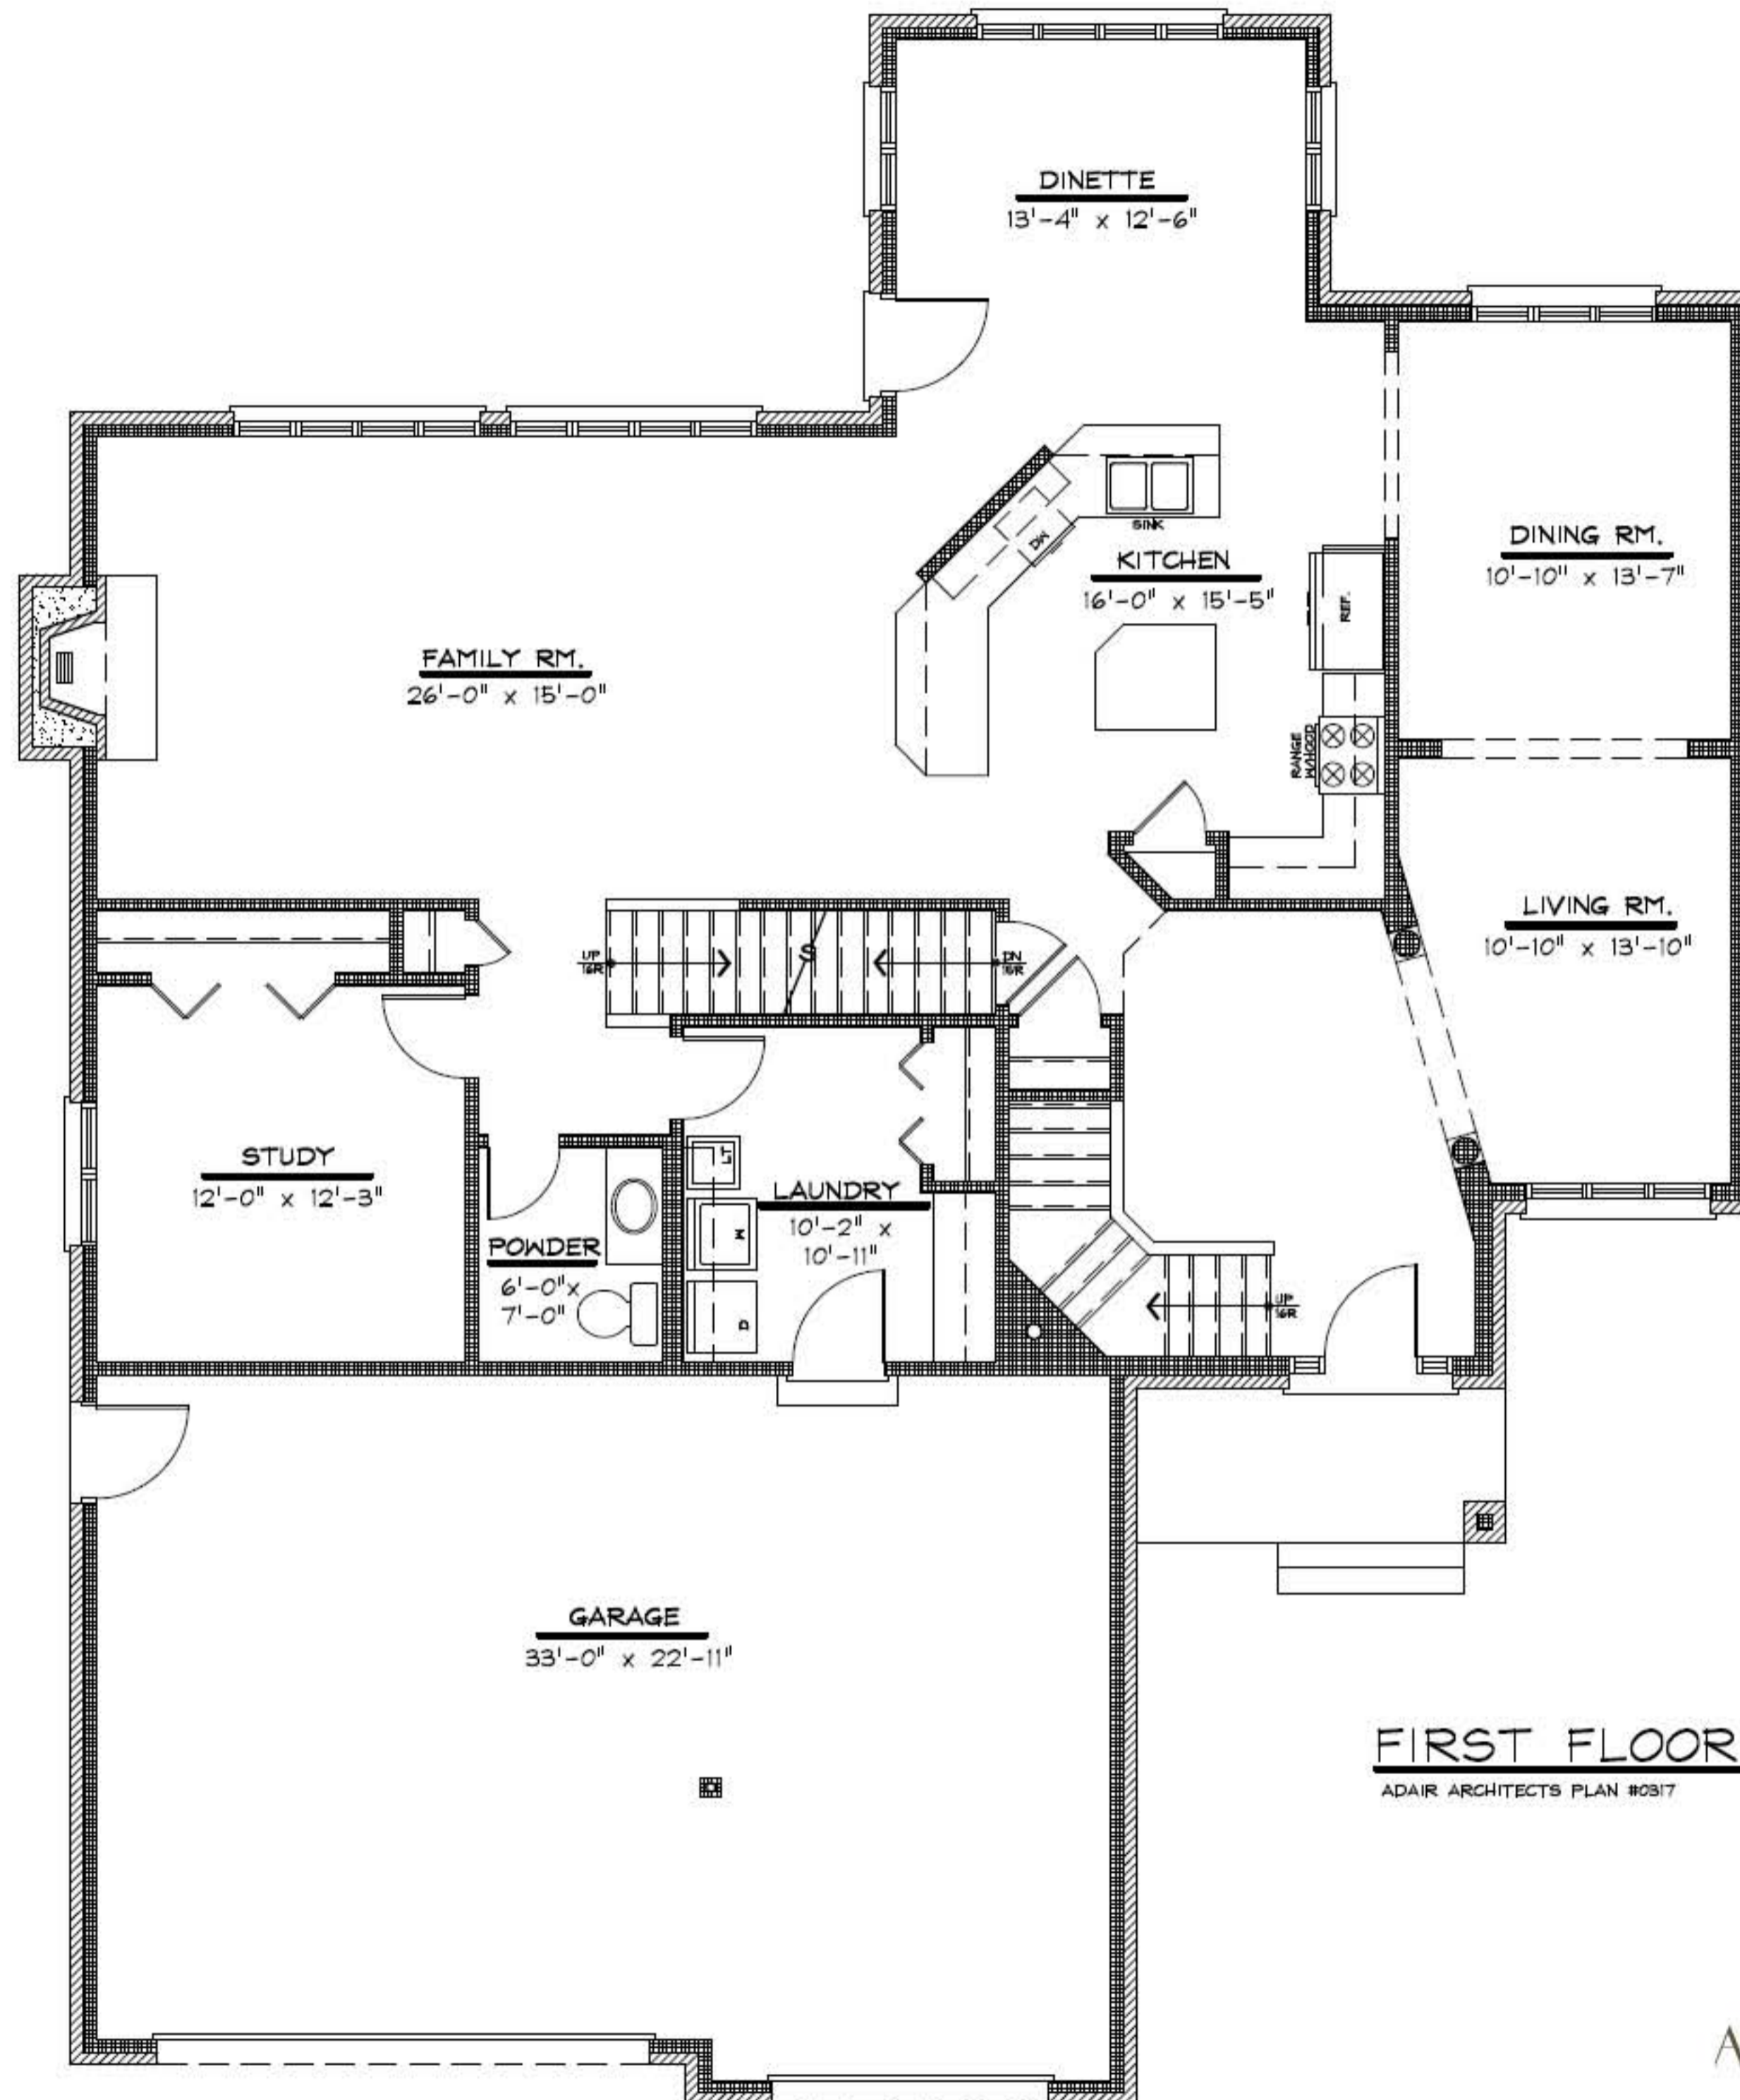 DINETTE
13'-4" x 12'-6"
SINK
DW
KITCHEN
16'-0" x 15'-5"
REF.
RANGE
W/HOOD
DINING RM.
10'-10" x 13'-7"
FAMILY RM.
26'-0" x 15'-0"
LIVING RM.
10'-10" x 13'-10"
UP
16R
S
DN
16R
STUDY
12'-0" x 12'-3"
LT
LAUNDRY
10'-2" x
10'-11"
W
D
POWDER
6'-0"x
7'-0"
UP
16R
GARAGE
33'-0" x 22'-11"
FIRST FLOOR
ADAIR ARCHITECTS PLAN #0317
A